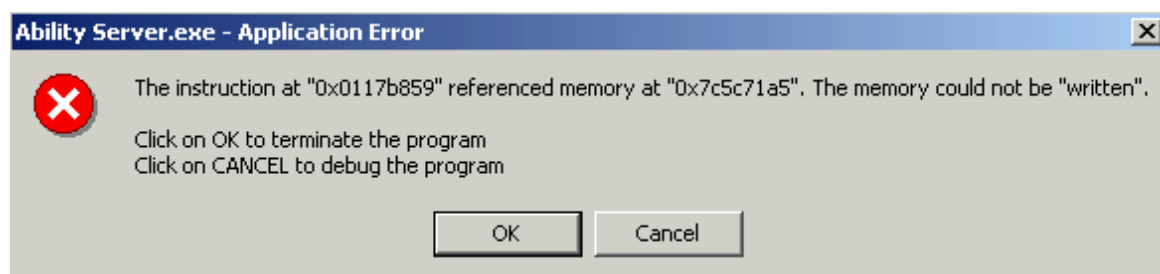 Ability Server.exe - Application Error
The instruction at "0x0117b859" referenced memory at "0x7c5c71a5". The memory could not be "written".
Click on OK to terminate the program
Click on CANCEL to debug the program
OK
Cancel